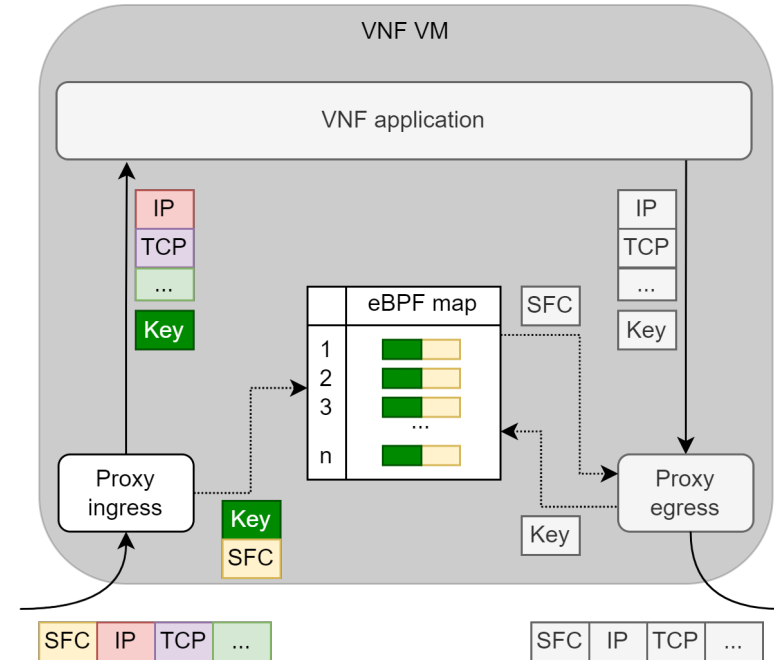 VNF VM
VNF application
IP
TCP
...
Key
IP
TCP
...
Key
eBPF map
1
2
3
...
n
SFC
Proxy
ingress
Key
SFC
Key
Proxy
egress
SFC IP TCP ...
SFC IP TCP ...